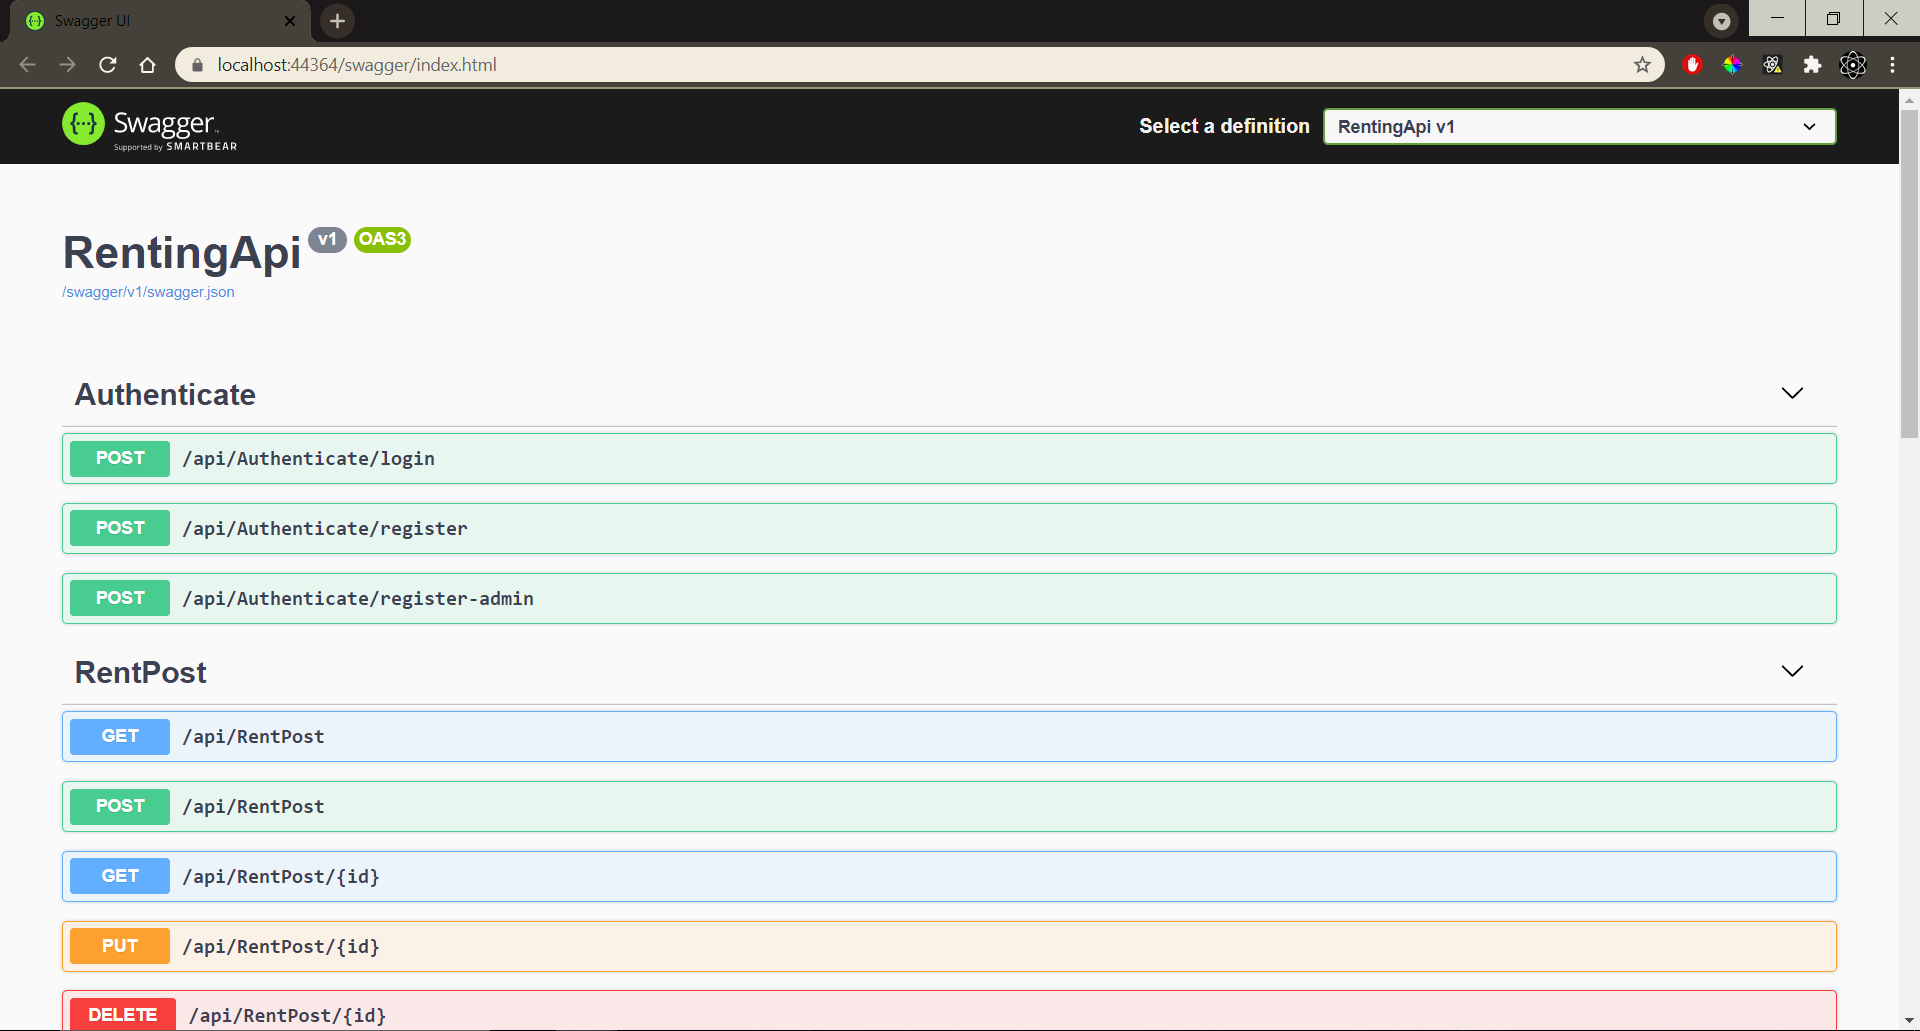 Swagger UI
localhost:44364/swagger/index.html
Swagger™
Supported by SMARTBEAR
Select a definition
RentingApi v1
RentingApi v1 OAS3
/swagger/v1/swagger.json
Authenticate
POST /api/Authenticate/login
POST /api/Authenticate/register
POST /api/Authenticate/register-admin
RentPost
GET /api/RentPost
POST /api/RentPost
GET /api/RentPost/{id}
PUT /api/RentPost/{id}
DELETE /api/RentPost/{id}